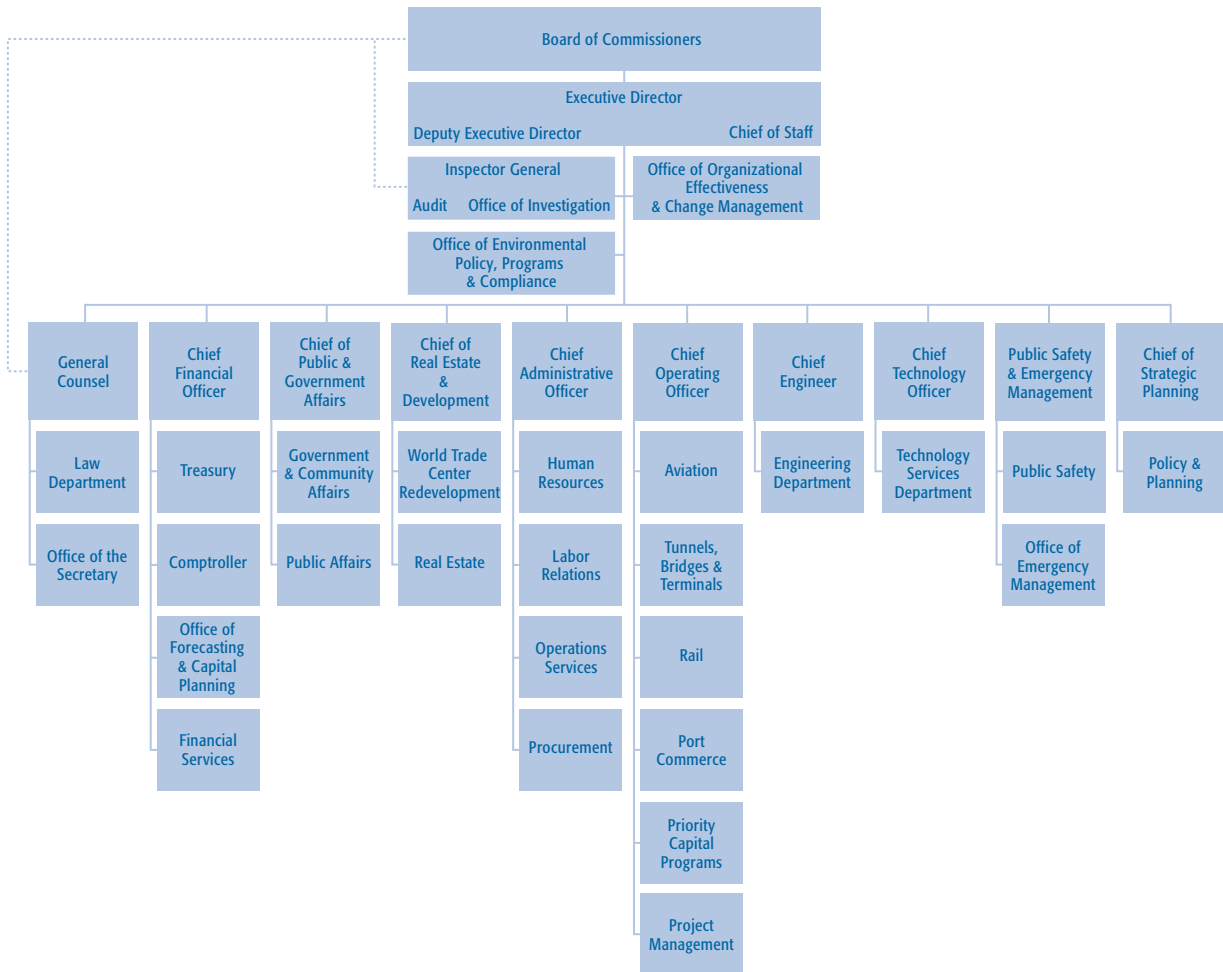 Board of Commissioners
Executive Director
Deputy Executive Director
Chief of Staff
Inspector General
Audit
Office of Investigation
Office of Organizational
Effectiveness
& Change Management
Office of Environmental
Policy, Programs
& Compliance
General
Counsel
Chief
Financial
Officer
Chief of
Public &
Government
Affairs
Chief of
Real Estate
&
Development
Chief
Administrative
Officer
Chief
Operating
Officer
Chief
Engineer
Chief
Technology
Officer
Public Safety
& Emergency
Management
Chief of
Strategic
Planning
Law
Department
Treasury
Government
& Community
Affairs
World Trade
Center
Redevelopment
Human
Resources
Aviation
Engineering
Department
Technology
Services
Department
Public Safety
Policy &
Planning
Office of the
Secretary
Comptroller
Public Affairs
Real Estate
Labor
Relations
Tunnels,
Bridges &
Terminals
Office of
Emergency
Management
Office of
Forecasting
& Capital
Planning
Operations
Services
Rail
Financial
Services
Procurement
Port
Commerce
Priority
Capital
Programs
Project
Management